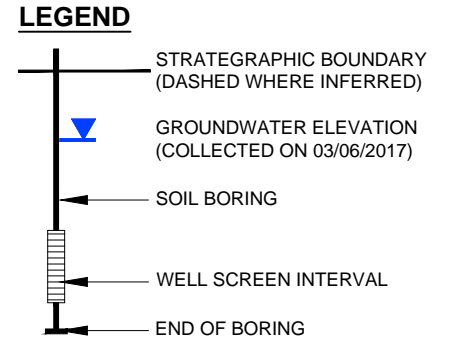 LEGEND
STRATEGRAPHIC BOUNDARY
(DASHED WHERE INFERRED)
GROUNDWATER ELEVATION
(COLLECTED ON 03/06/2017)
SOIL BORING
WELL SCREEN INTERVAL
END OF BORING